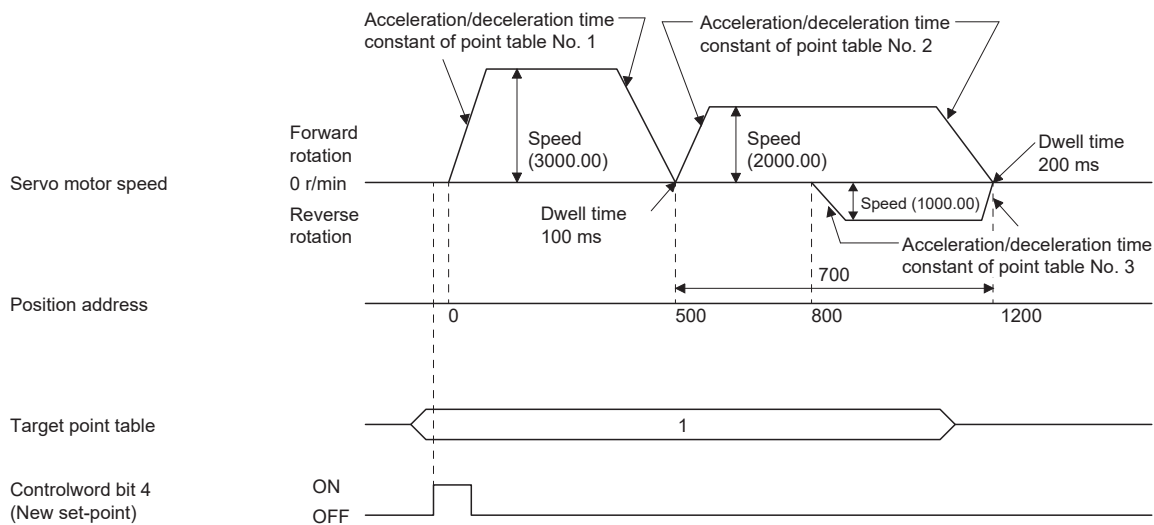 Acceleration/deceleration time
constant of point table No. 1
Acceleration/deceleration time
constant of point table No. 2
Forward
rotation
Speed
(3000.00)
Speed
(2000.00)
Dwell time
200 ms
Servo motor speed
0 r/min
Reverse
rotation
Dwell time
100 ms
Speed (1000.00)
Acceleration/deceleration time
constant of point table No. 3
700
Position address
0
500
800
1200
Target point table
1
Controlword bit 4
(New set-point)
ON
OFF